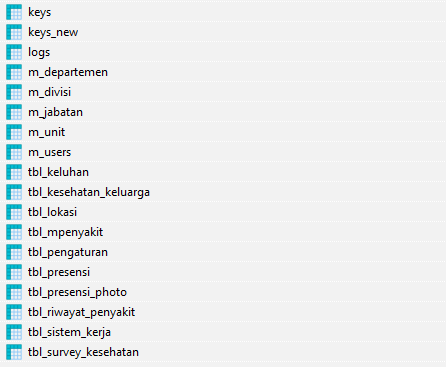 keys
keys_new
logs
m_departemen
m_divisi
m_jabatan
m_unit
m_users
tbl_keluhan
tbl_kesehatan_keluarga
tbl_lokasi
tbl_mpenyakit
tbl_pengaturan
tbl_presensi
tbl_presensi_photo
tbl_riwayat_penyakit
tbl_sistem_kerja
tbl_survey_kesehatan